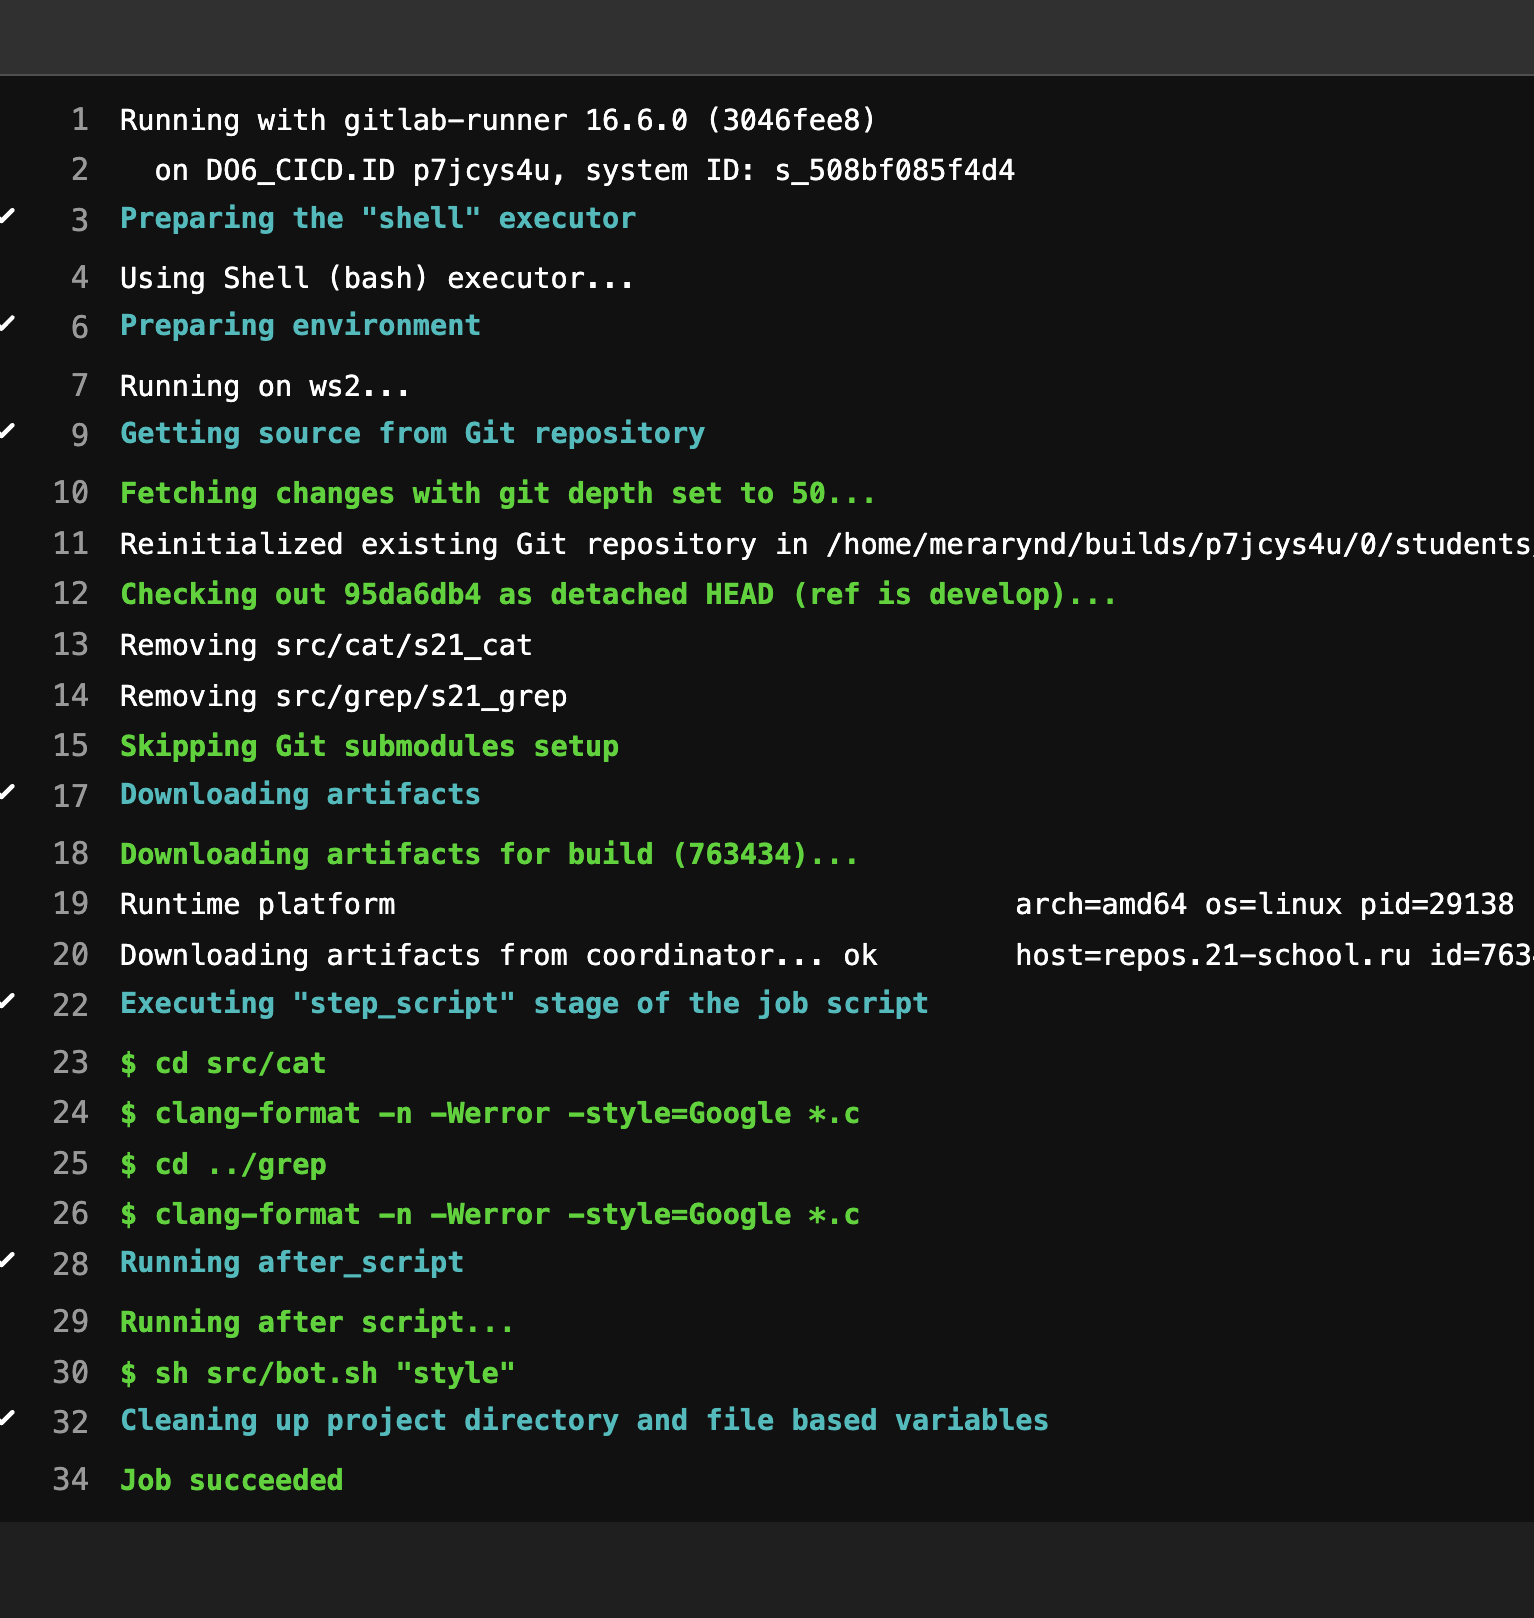 1 Running with gitlab-runner 16.6.0 (3046fee8)
2 on DO6_CICD.ID p7jcys4u, system ID: s_508bf085f4d4
3 Preparing the "shell" executor
4 Using Shell (bash) executor...
6 Preparing environment
7 Running on ws2...
9 Getting source from Git repository
10 Fetching changes with git depth set to 50...
11 Reinitialized existing Git repository in /home/merarynd/builds/p7jcys4u/0/students
12 Checking out 95da6db4 as detached HEAD (ref is develop)...
13 Removing src/cat/s21_cat
14 Removing src/grep/s21_grep
15 Skipping Git submodules setup
17 Downloading artifacts
18 Downloading artifacts for build (763434)...
19 Runtime platform arch=amd64 os=linux pid=29138
20 Downloading artifacts from coordinator... ok host=repos.21-school.ru id=763
22 Executing "step_script" stage of the job script
23 $ cd src/cat
24 $ clang-format -n -Werror -style=Google *.c
25 $ cd ../grep
26 $ clang-format -n -Werror -style=Google *.c
28 Running after_script
29 Running after script...
30 $ sh src/bot.sh "style"
32 Cleaning up project directory and file based variables
34 Job succeeded